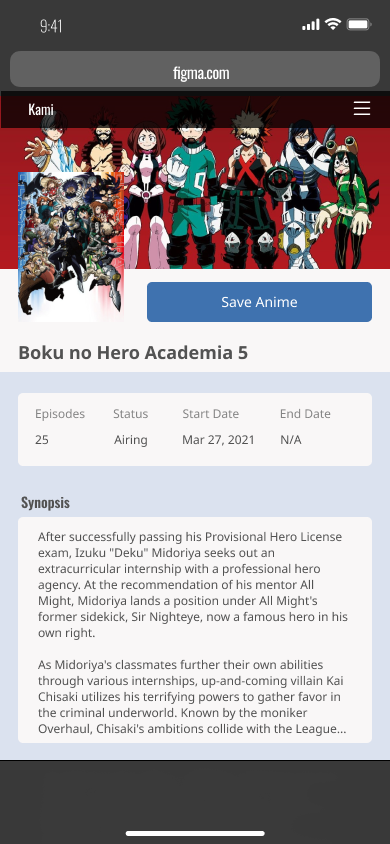 9:41
figma.com
Kami
Save Anime
Boku no Hero Academia 5
Episodes Status Start Date End Date
25 Airing Mar 27, 2021 N/A
Synopsis
After successfully passing his Provisional Hero License
exam, Izuku "Deku" Midoriya seeks out an
extracurricular internship with a professional hero
agency. At the recommendation of his mentor All
Might, Midoriya lands a position under All Might's
former sidekick, Sir Nighteye, now a famous hero in his
own right.
As Midoriya's classmates further their own abilities
through various internships, up-and-coming villain Kai
Chisaki utilizes his terrifying powers to gather favor in
the criminal underworld. Known by the moniker
Overhaul, Chisaki's ambitions collide with the League...